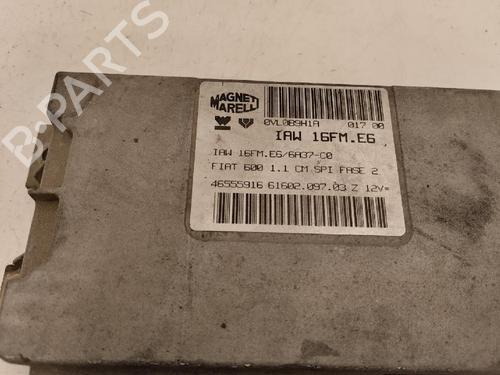 MAGNETI
MARELLI
0VL0B9H1A 017 00
IAW 16FM.E6
IAW 16FM.E6/6A37-C0
FIAT 600 1.1 CM SPI FASE 2
46555916 61602.097.03 Z 12V=
B-PARTS